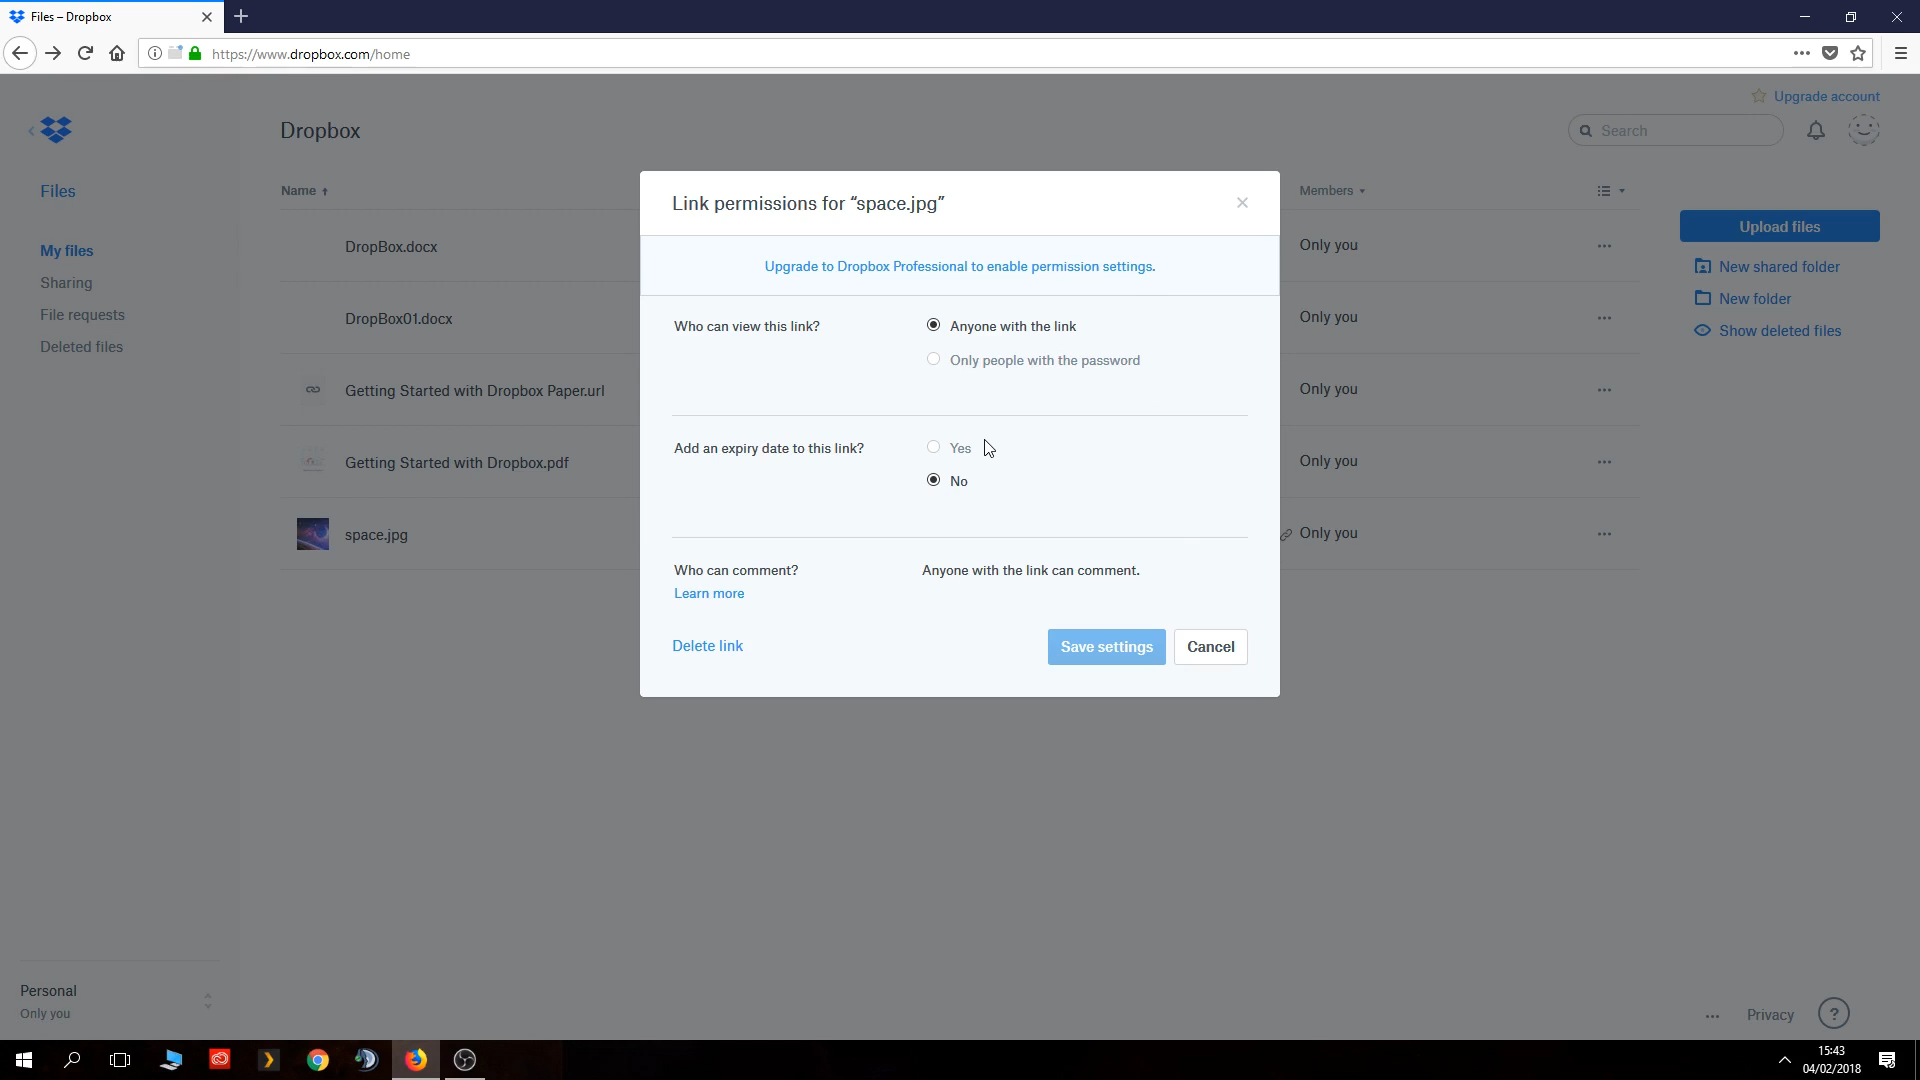 Files – Dropbox
https://www.dropbox.com/home
Upgrade account
Dropbox
Search
Files
Name
Members
My files
Sharing
File requests
Deleted files
DropBox.docx
Only you
DropBox01.docx
Only you
Getting Started with Dropbox Paper.url
Only you
Getting Started with Dropbox.pdf
Only you
space.jpg
Only you
Upload files
New shared folder
New folder
Show deleted files
Link permissions for “space.jpg”
Upgrade to Dropbox Professional to enable permission settings.
Who can view this link?
Anyone with the link
Only people with the password
Add an expiry date to this link?
Yes
No
Who can comment?
Anyone with the link can comment.
Learn more
Delete link
Save settings
Cancel
Personal
Only you
Privacy
?
15:43
04/02/2018